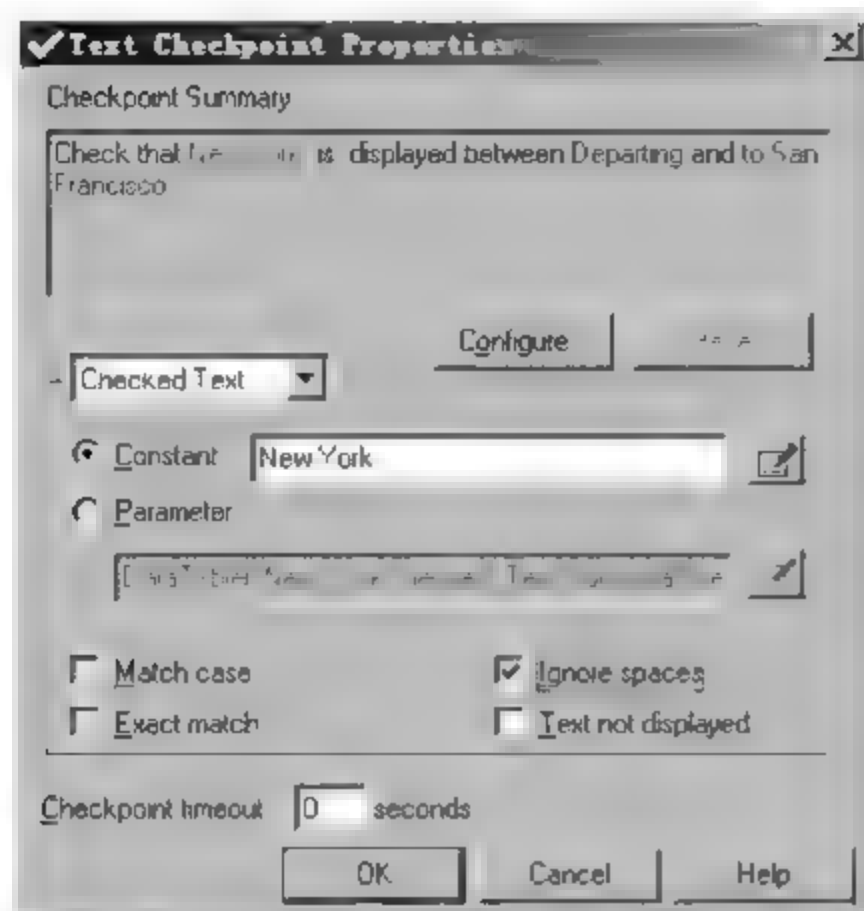 Text Checkpoint Properties
Checkpoint Summary
Check that is displayed between Departing and to San
Francisco
Configure
Checked Text
Constant New York
Parameter
Match case Ignore spaces
Exact match Text not displayed
Checkpoint timeout 0 seconds
OK Cancel Help